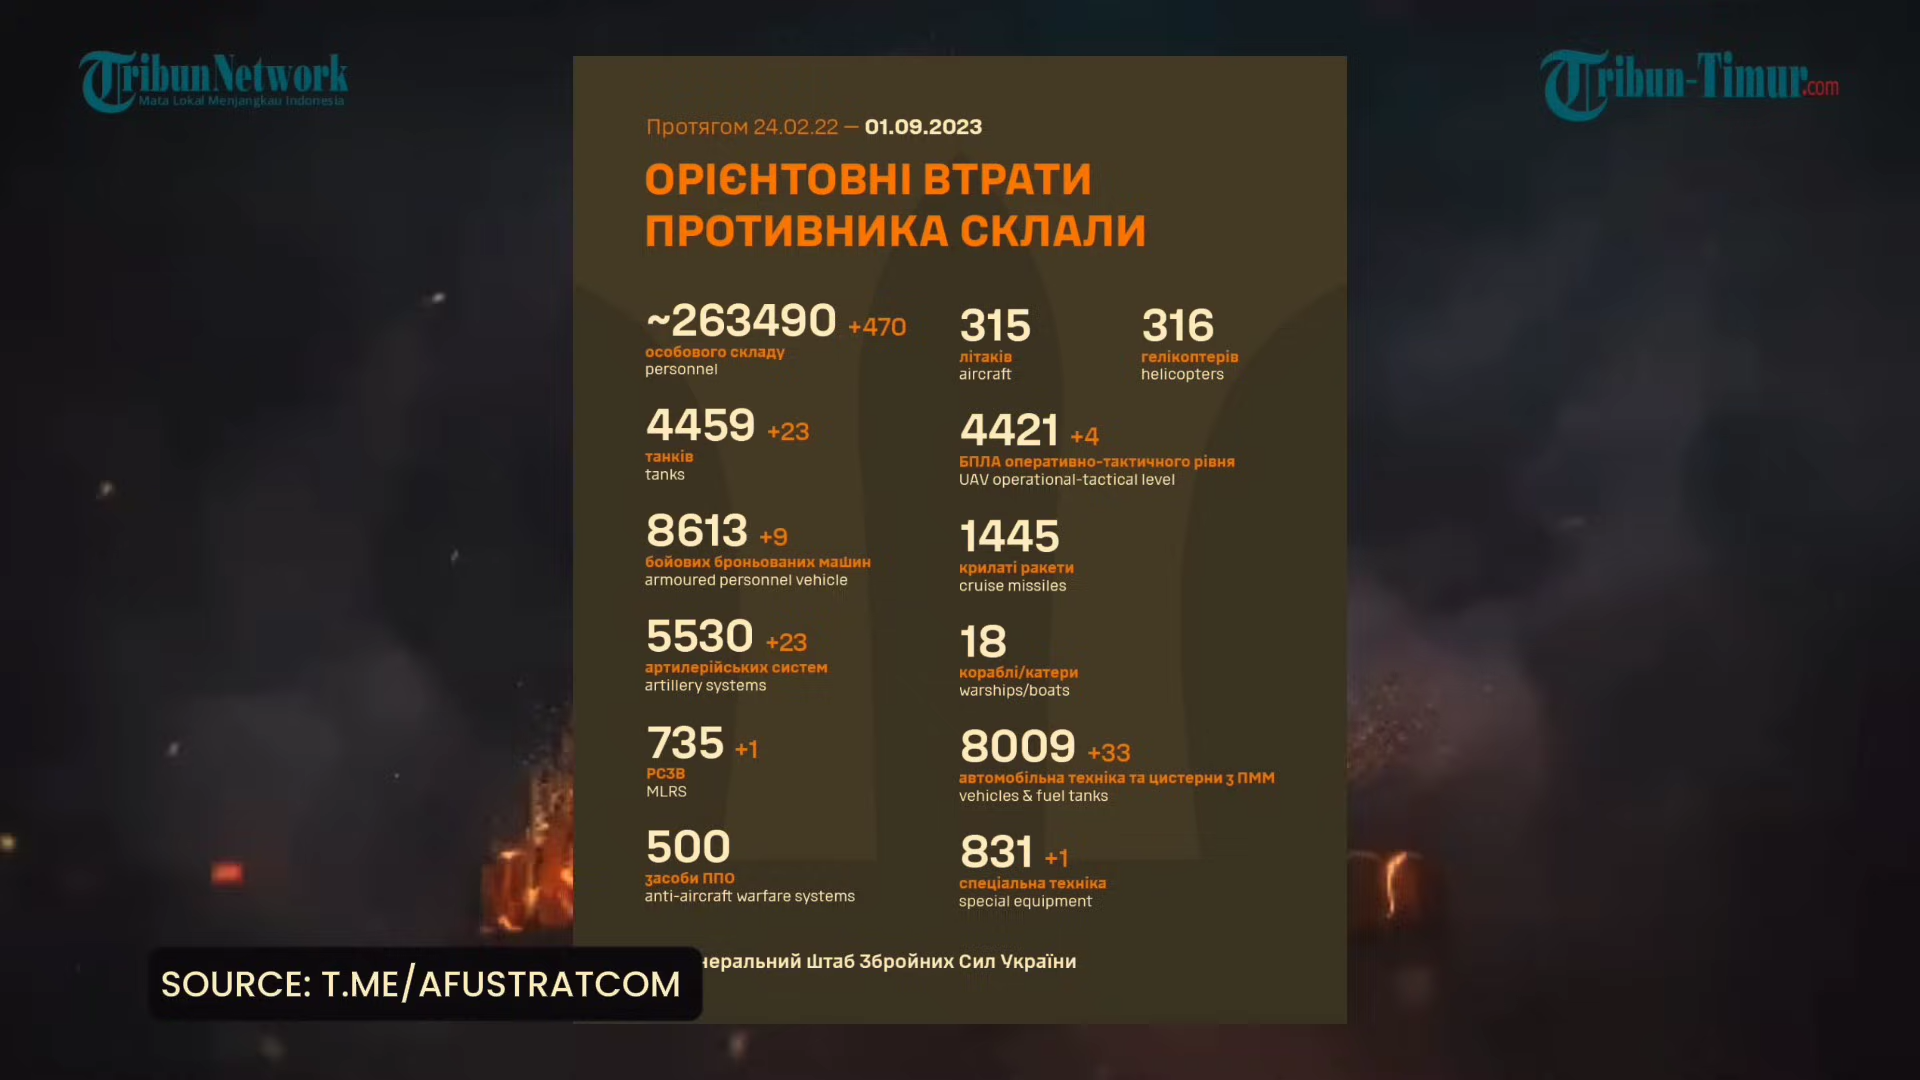 Tribun Network
Mata Lokal Menjangkau Indonesia
Tribun-Timur.com
Протягом 24.02.22 — 01.09.2023
ОРІЄНТОВНІ ВТРАТИ
ПРОТИВНИКА СКЛАЛИ
~263490 +470
особового складу
personnel
315
літаків
aircraft
316
гелікоптерів
helicopters
4459 +23
танків
tanks
4421 +4
БПЛА оперативно-тактичного рівня
UAV operational-tactical level
8613 +9
бойових броньованих машин
armoured personnel vehicle
1445
крилаті ракети
cruise missiles
5530 +23
артилерійських систем
artillery systems
18
кораблі/катери
warships/boats
735 +1
РСЗВ
MLRS
8009 +33
автомобільна техніка та цистерни з ПММ
vehicles & fuel tanks
500
засоби ППО
anti-aircraft warfare systems
831 +1
спеціальна техніка
special equipment
неральний штаб Збройних Сил України
SOURCE: T.ME/AFUSTRATCOM